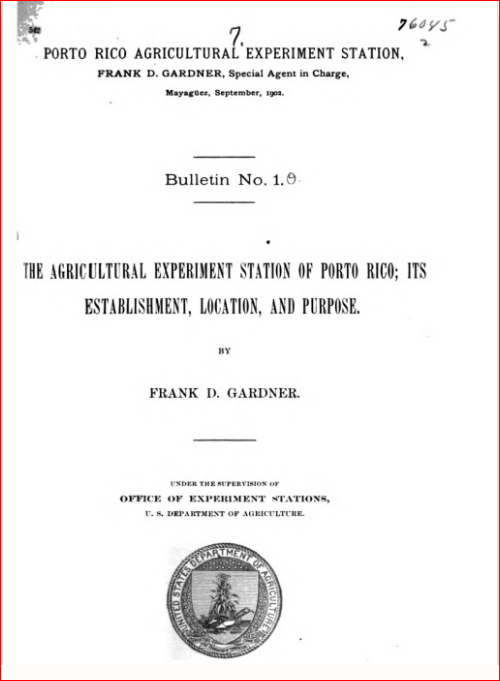 542
7.
76045
2
PORTO RICO AGRICULTURAL EXPERIMENT STATION,
FRANK D. GARDNER, Special Agent in Charge,
Mayagüez, September, 1902.
Bulletin No. 1.0
THE AGRICULTURAL EXPERIMENT STATION OF PORTO RICO; ITS
ESTABLISHMENT, LOCATION, AND PURPOSE.
BY
FRANK D. GARDNER.
UNDER THE SUPERVISION OF
OFFICE OF EXPERIMENT STATIONS,
U. S. DEPARTMENT OF AGRICULTURE.
UNITED STATES DEPARTMENT OF AGRICULTURE